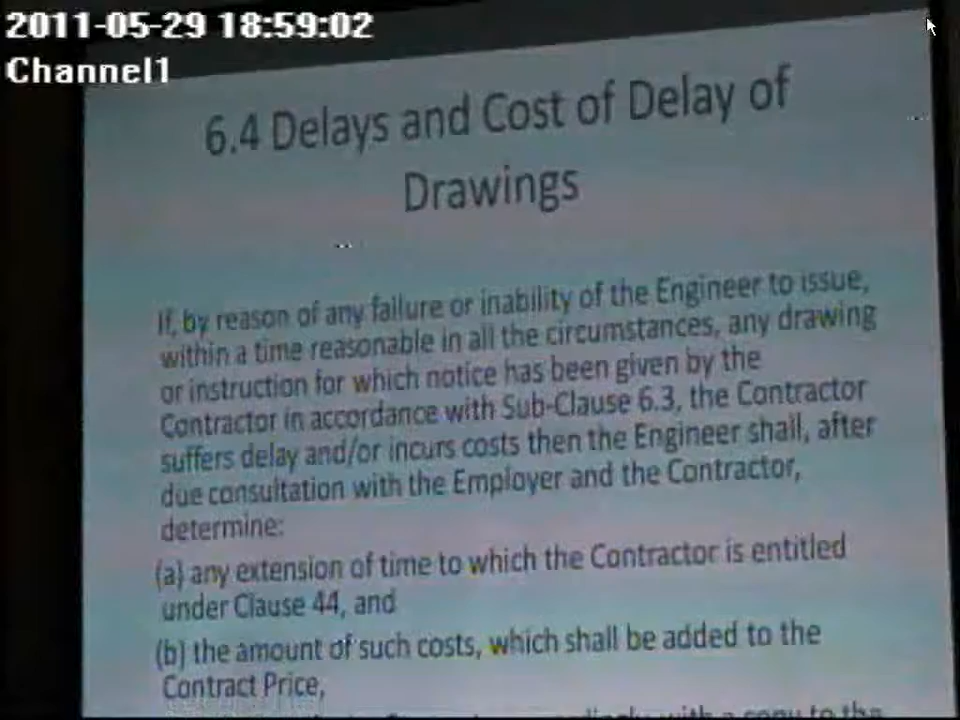 2011-05-29 18:59:02
Channel1
6.4 Delays and Cost of Delay of
Drawings
If, by reason of any failure or inability of the Engineer to issue,
within a time reasonable in all the circumstances, any drawing
or instruction for which notice has been given by the
Contractor in accordance with Sub-Clause 6.3, the Contractor
suffers delay and/or incurs costs then the Engineer shall, after
due consultation with the Employer and the Contractor,
determine:
(a) any extension of time to which the Contractor is entitled
under Clause 44, and
(b) the amount of such costs, which shall be added to the
Contract Price,
with a copy to the